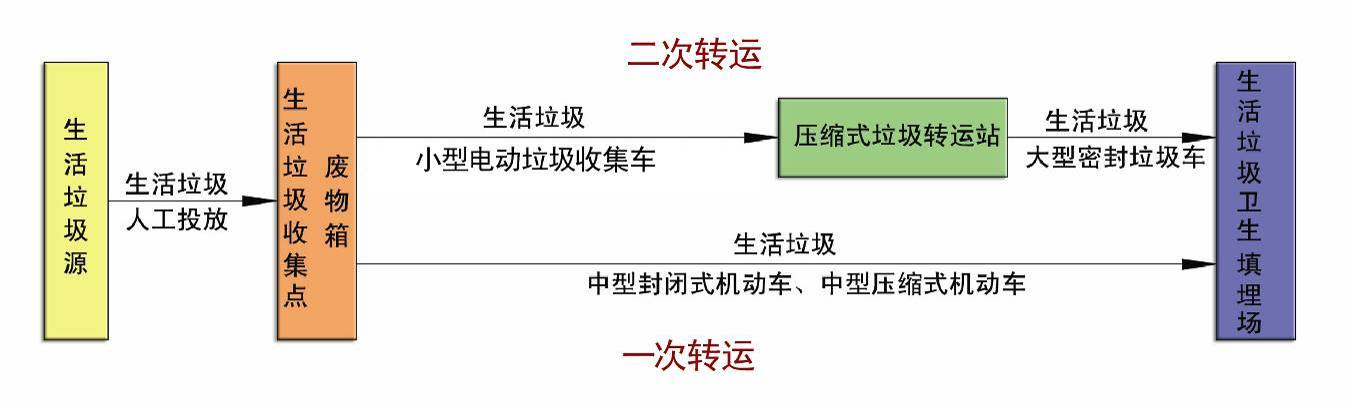 二次转运
生活垃圾源
生活垃圾
人工投放
生活垃圾收集点
废物箱
生活垃圾
小型电动垃圾收集车
压缩式垃圾转运站
生活垃圾
大型密封垃圾车
生活垃圾
中型封闭式机动车、中型压缩式机动车
生活垃圾卫生填埋场
一次转运